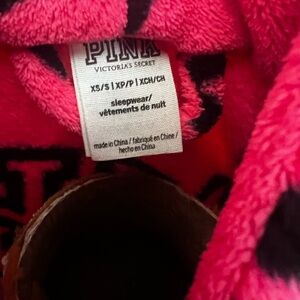 PINK
VICTORIA'S SECRET
XS/S | XP/P | XCH/CH
sleepwear/
vêtements de nuit
made in China / fabriqué en Chine /
hecho en China